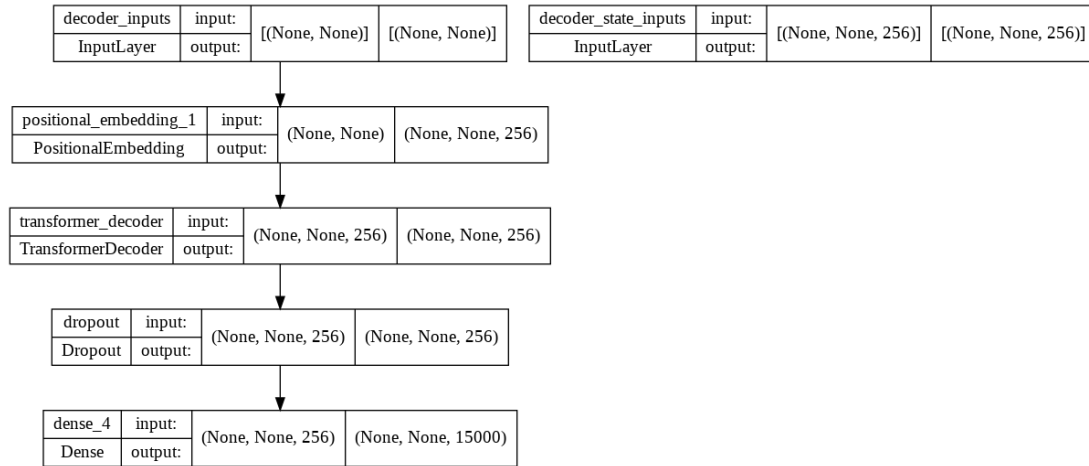 decoder_inputs input: [(None, None)] [(None, None)]
InputLayer output:
decoder_state_inputs input: [(None, None, 256)] [(None, None, 256)]
InputLayer output:
positional_embedding_1 input: (None, None) (None, None, 256)
PositionalEmbedding output:
transformer_decoder input: (None, None, 256) (None, None, 256)
TransformerDecoder output:
dropout input: (None, None, 256) (None, None, 256)
Dropout output:
dense_4 input: (None, None, 256) (None, None, 15000)
Dense output: